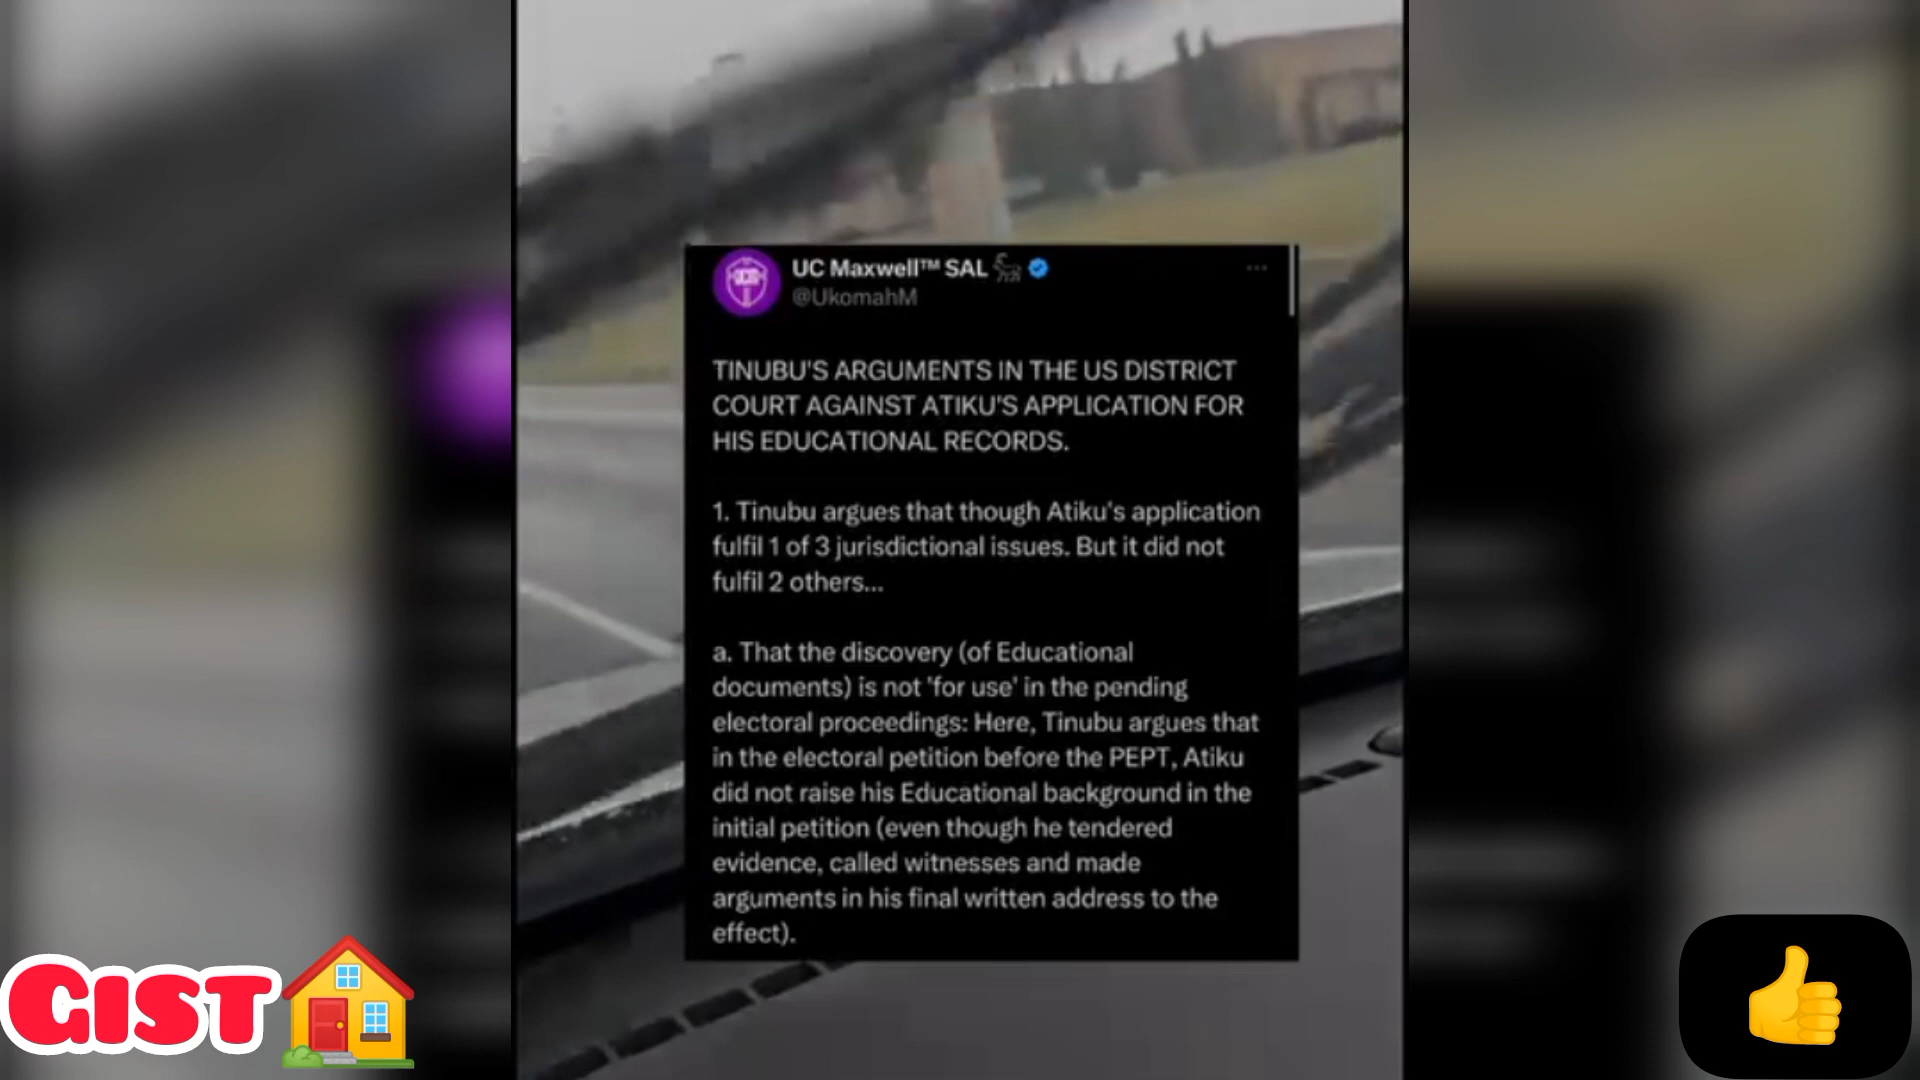 UC Maxwell™ SAL
@UkomahM
TINUBU'S ARGUMENTS IN THE US DISTRICT
COURT AGAINST ATIKU'S APPLICATION FOR
HIS EDUCATIONAL RECORDS.
1. Tinubu argues that though Atiku's application
fulfil 1 of 3 jurisdictional issues. But it did not
fulfil 2 others...
a. That the discovery (of Educational
documents) is not 'for use' in the pending
electoral proceedings: Here, Tinubu argues that
in the electoral petition before the PEPT, Atiku
did not raise his Educational background in the
initial petition (even though he tendered
evidence, called witnesses and made
arguments in his final written address to the
effect).
GIST